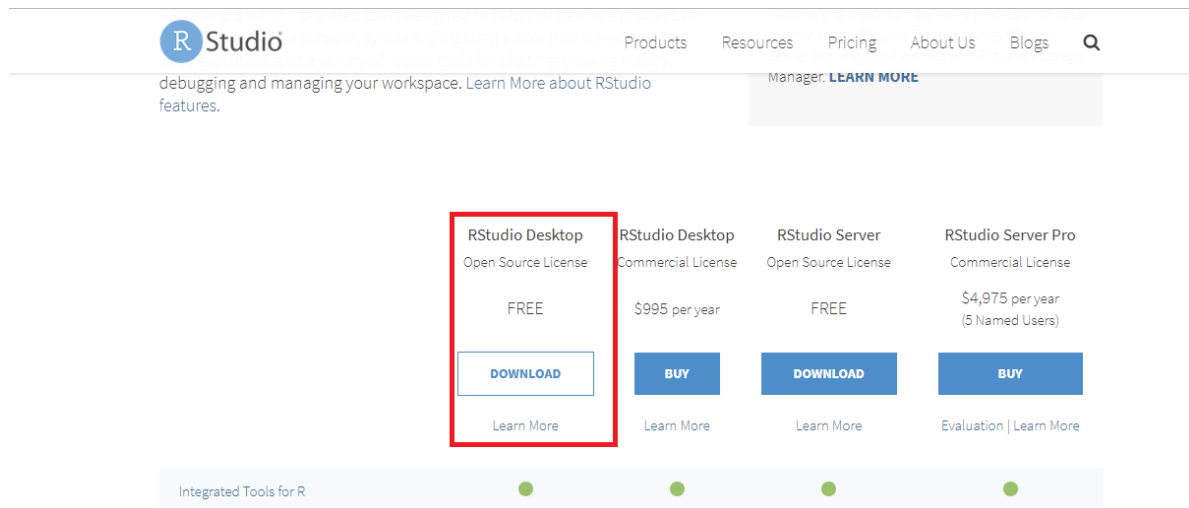 R Studio
Products Resources Pricing About Us Blogs
debugging and managing your workspace. Learn More about RStudio
features.
Manager. LEARN MORE
RStudio Desktop
Open Source License
FREE
DOWNLOAD
Learn More
RStudio Desktop
Commercial License
$995 per year
BUY
Learn More
RStudio Server
Open Source License
FREE
DOWNLOAD
Learn More
RStudio Server Pro
Commercial License
$4,975 per year
(5 Named Users)
BUY
Evaluation | Learn More
Integrated Tools for R